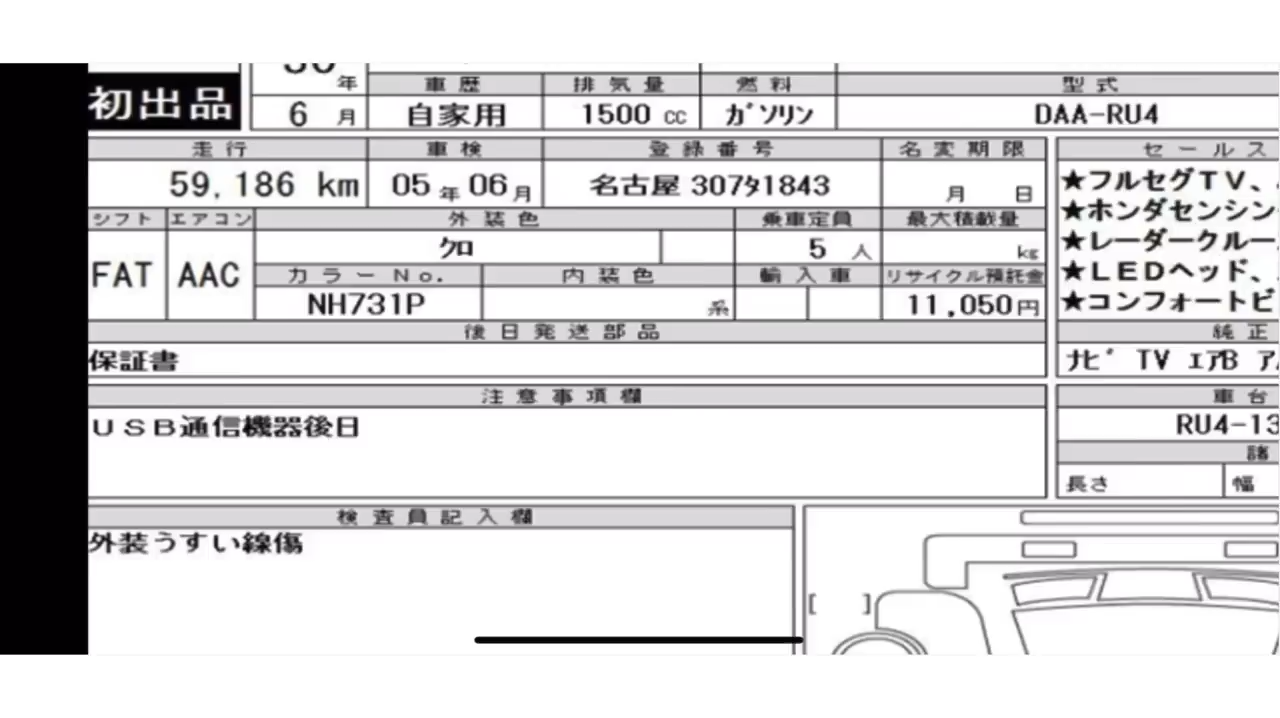 年
車歴 排気量 燃料 型式
初出品 6 月 自家用 1500 cc ガソリン DAA-RU4
走行 車検 登録番号 名変期限 セールス
59,186 km 05 年 06 月 名古屋 307タ1843 月 日
★フルセグTV、
シフト エアコン 外装色 乗車定員 最大積載量
★ホンダセンシン
クロ 5 人 kg
★レーダークルー
FAT AAC
カラーNo. 内装色 輸入車 リサイクル預託金
★LEDヘッド、
NH731P 系 11,050円
★コンフォートビ
後日発送部品 純正
保証書 ナビ TV エアB
注意事項欄 車台
USB通信機器後日 RU4-13
諸
長さ 幅
検査員記入欄
外装うすい線傷
[ ]